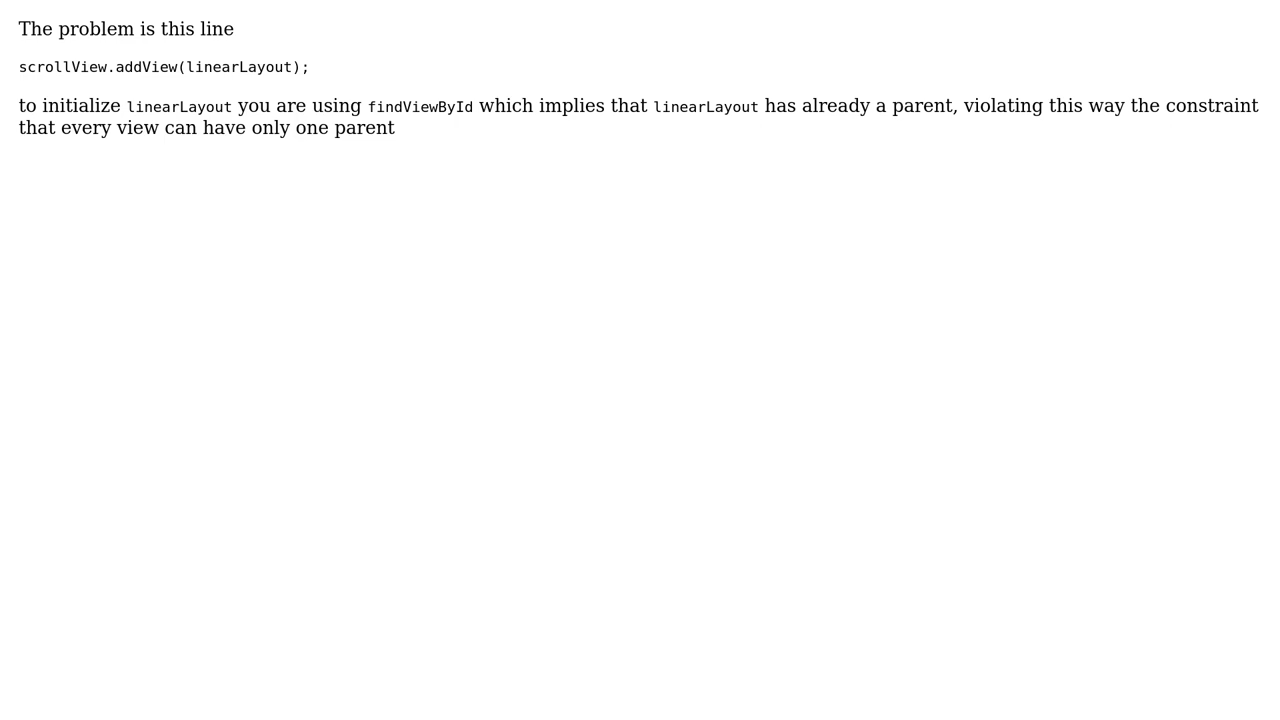 The problem is this line
scrollView.addView(linearLayout);
to initialize linearLayout you are using findViewById which implies that linearLayout has already a parent, violating this way the constraint
that every view can have only one parent